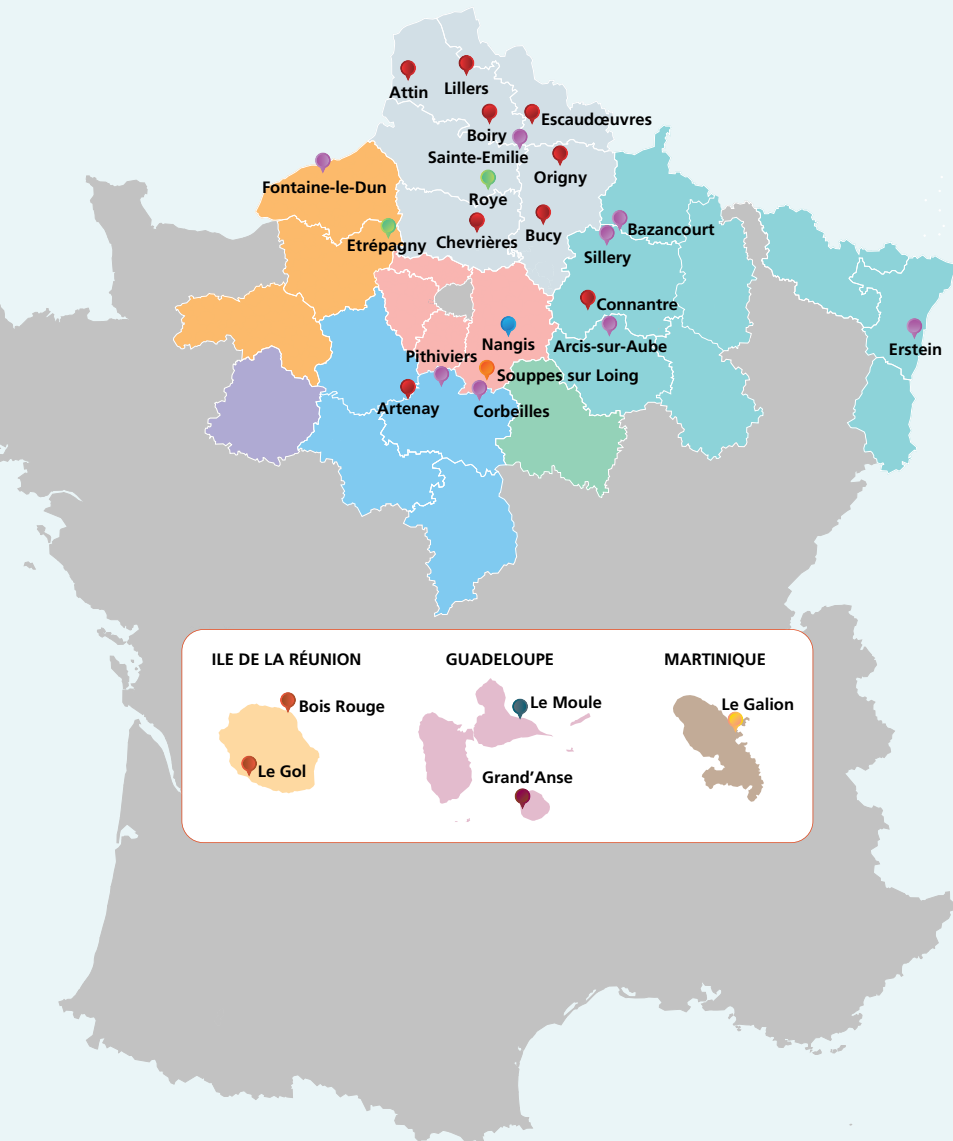 Attin
Lillers
Boiry
Escaudœuvres
Sainte-Emilie
Origny
Fontaine-le-Dun
Roye
Etrépagny
Chevrières
Bucy
Bazancourt
Sillery
Connantre
Nangis
Arcis-sur-Aube
Erstein
Pithiviers
Souppes sur Loing
Artenay
Corbeilles
ILE DE LA RÉUNION
Bois Rouge
Le Gol
GUADELOUPE
Le Moule
Grand’Anse
MARTINIQUE
Le Galion